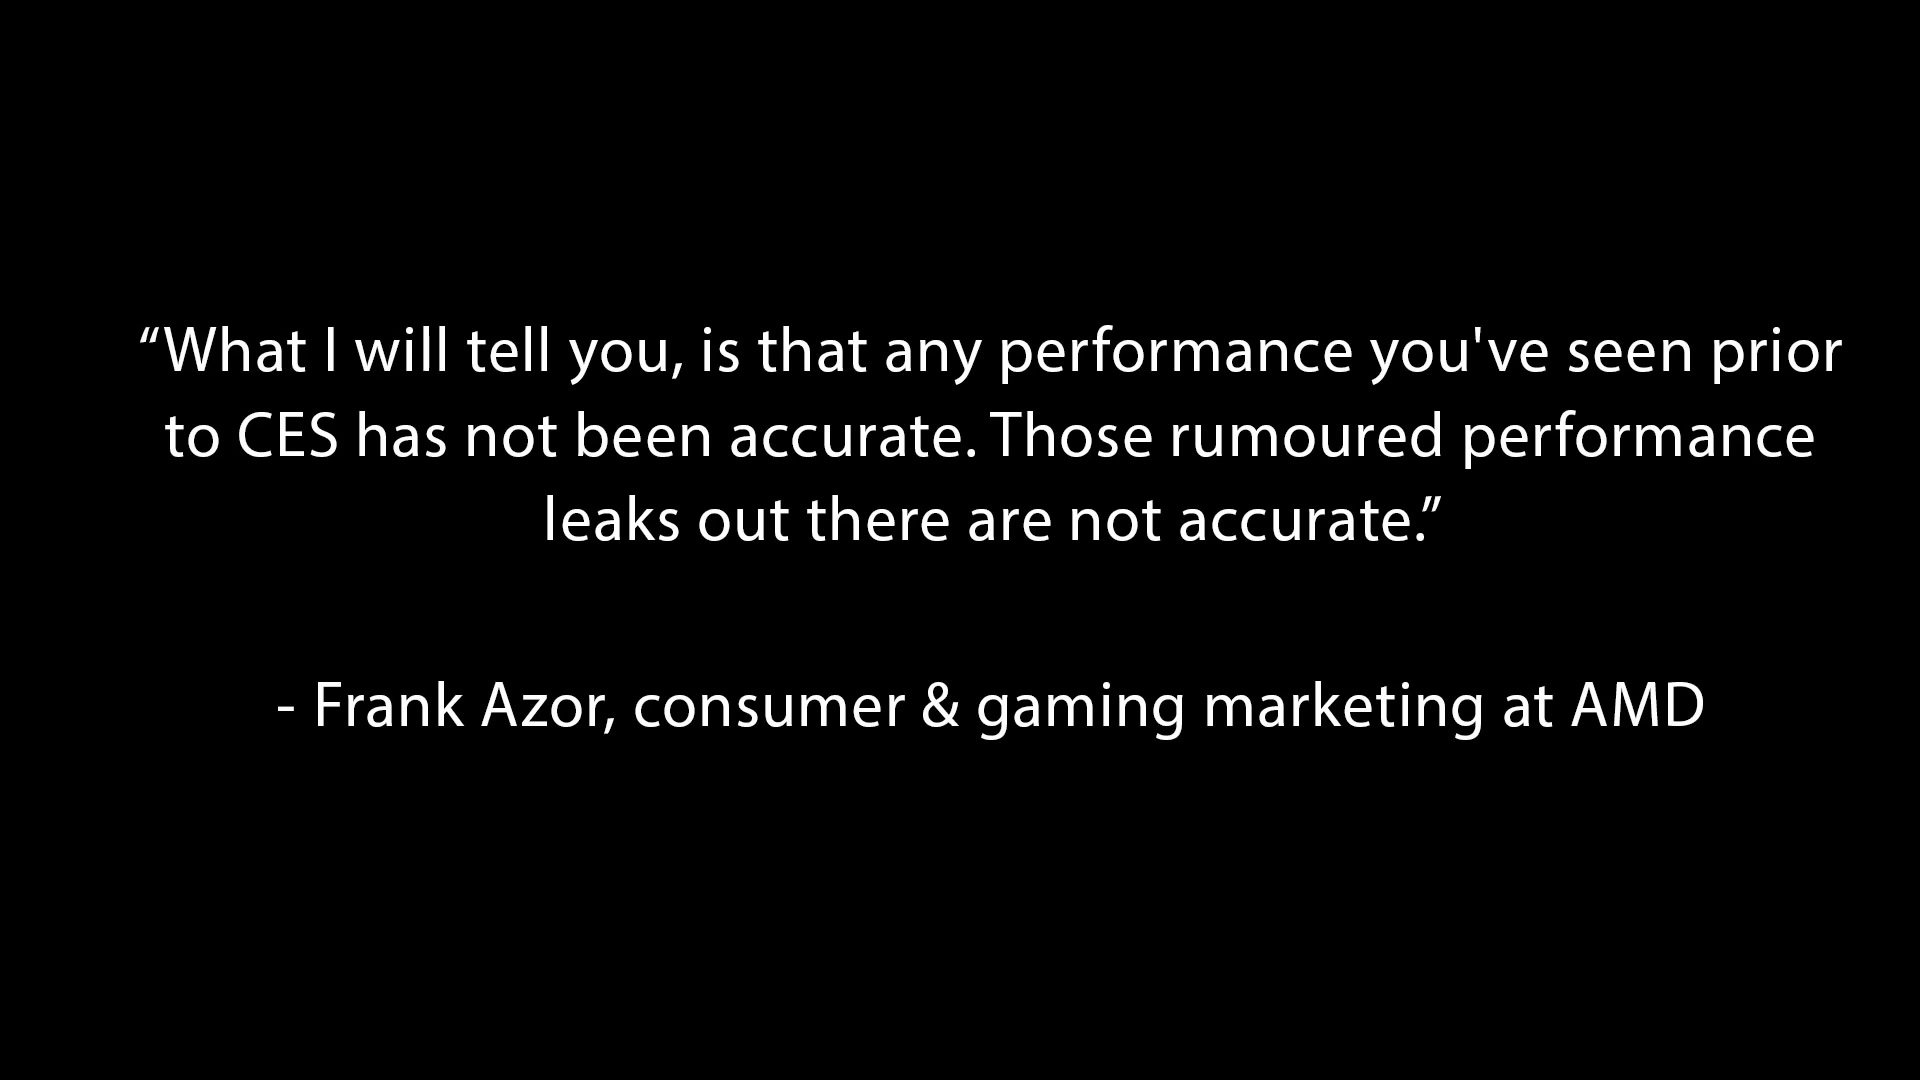 “What I will tell you, is that any performance you've seen prior
to CES has not been accurate. Those rumoured performance
leaks out there are not accurate.”
- Frank Azor, consumer & gaming marketing at AMD